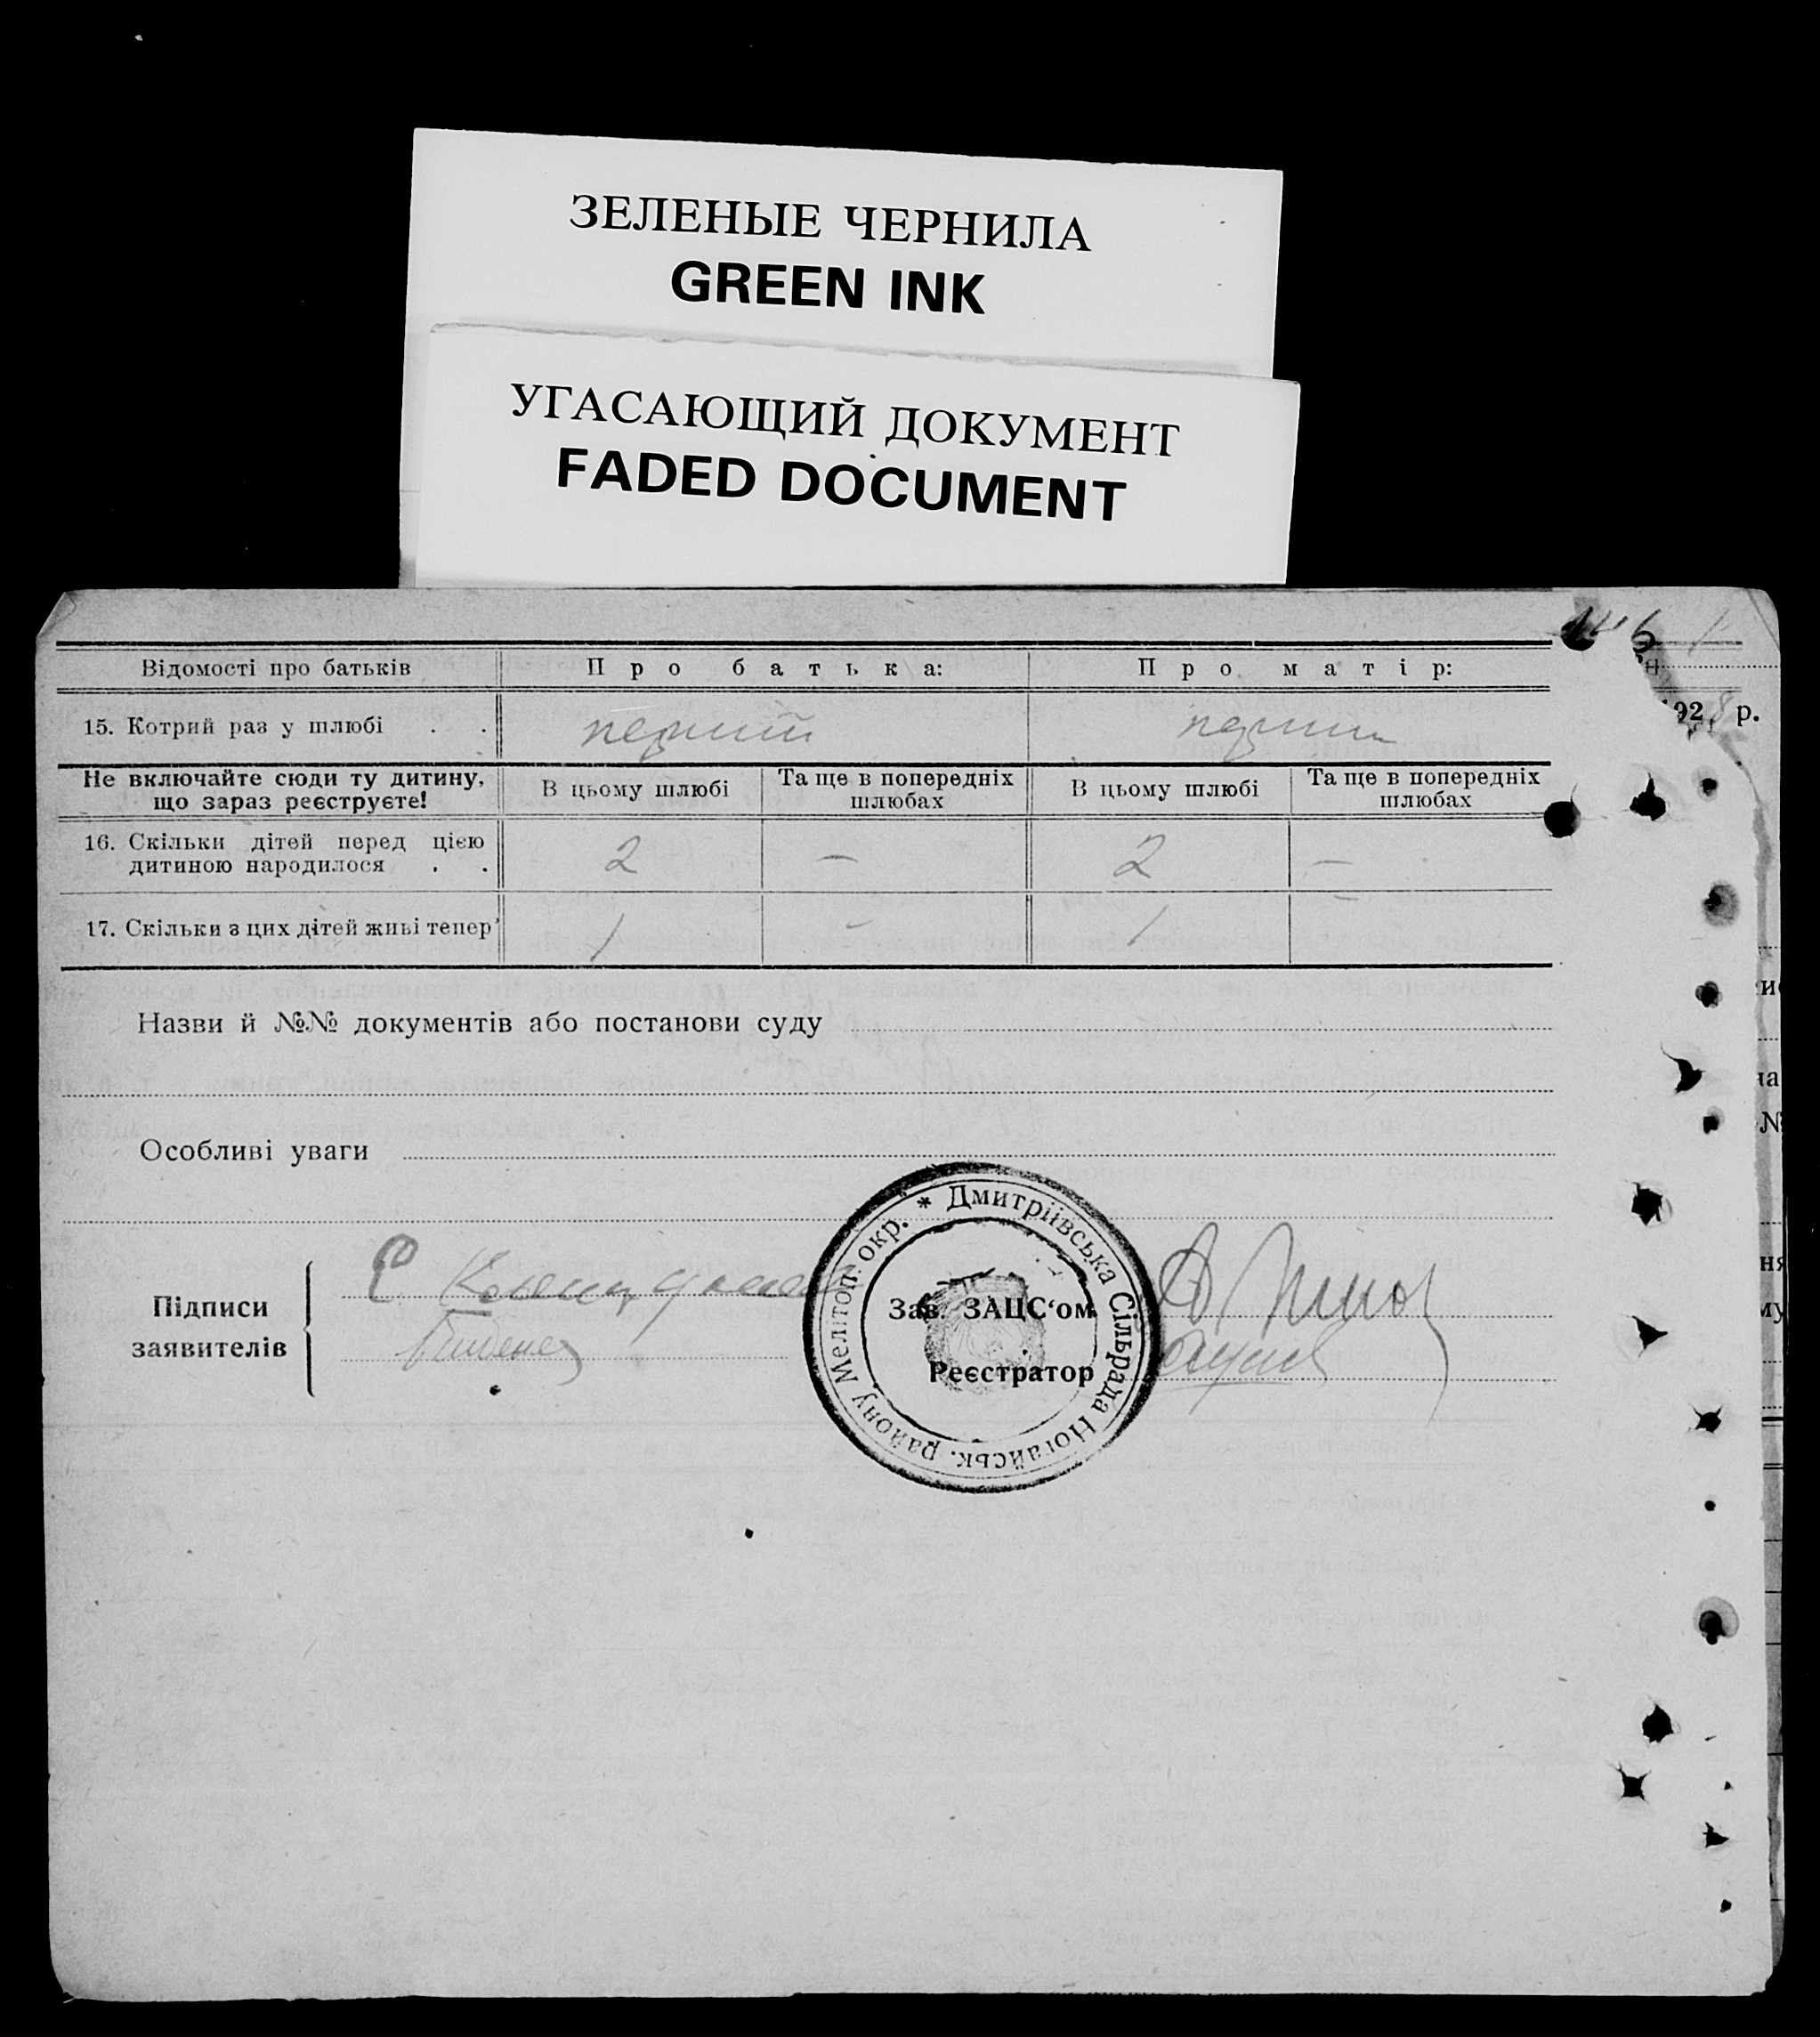 ЗЕЛЕНЫЕ ЧЕРНИЛА
GREEN INK
УГАСАЮЩИЙ ДОКУМЕНТ
FADED DOCUMENT
Відомості про батьків Про батька: Про матір:
15. Котрий раз у шлюбі . . первий
Не включайте сюди ту дитину, що зараз реєструєте! В цьому шлюбі Та ще в попередніх шлюбах В цьому шлюбі Та ще в попередніх шлюбах
16. Скільки дітей перед цією
дитиною народилося . . 2 — 2 —
17. Скільки з цих дітей живі тепер 1 - 1 -
Назви й №№ документів або постанови суду
Особливі уваги
Підписи
заявителів
Зав. ЗАЦС‘ом
Реєстратор
* Дмитріївська Сільрада Ногайськ. району Мелітоп. окр.
1928 р.